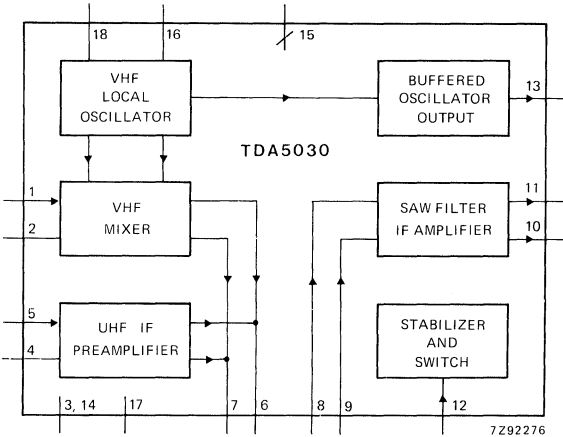 18 16 15
VHF
LOCAL
OSCILLATOR
BUFFERED
OSCILLATOR
OUTPUT
13
TDA5030
1
2
VHF
MIXER
SAW FILTER
IF AMPLIFIER
11
10
5
4
UHF IF
PREAMPLIFIER
STABILIZER
AND
SWITCH
3, 14 17 7 6 8 9 12
7Z92276